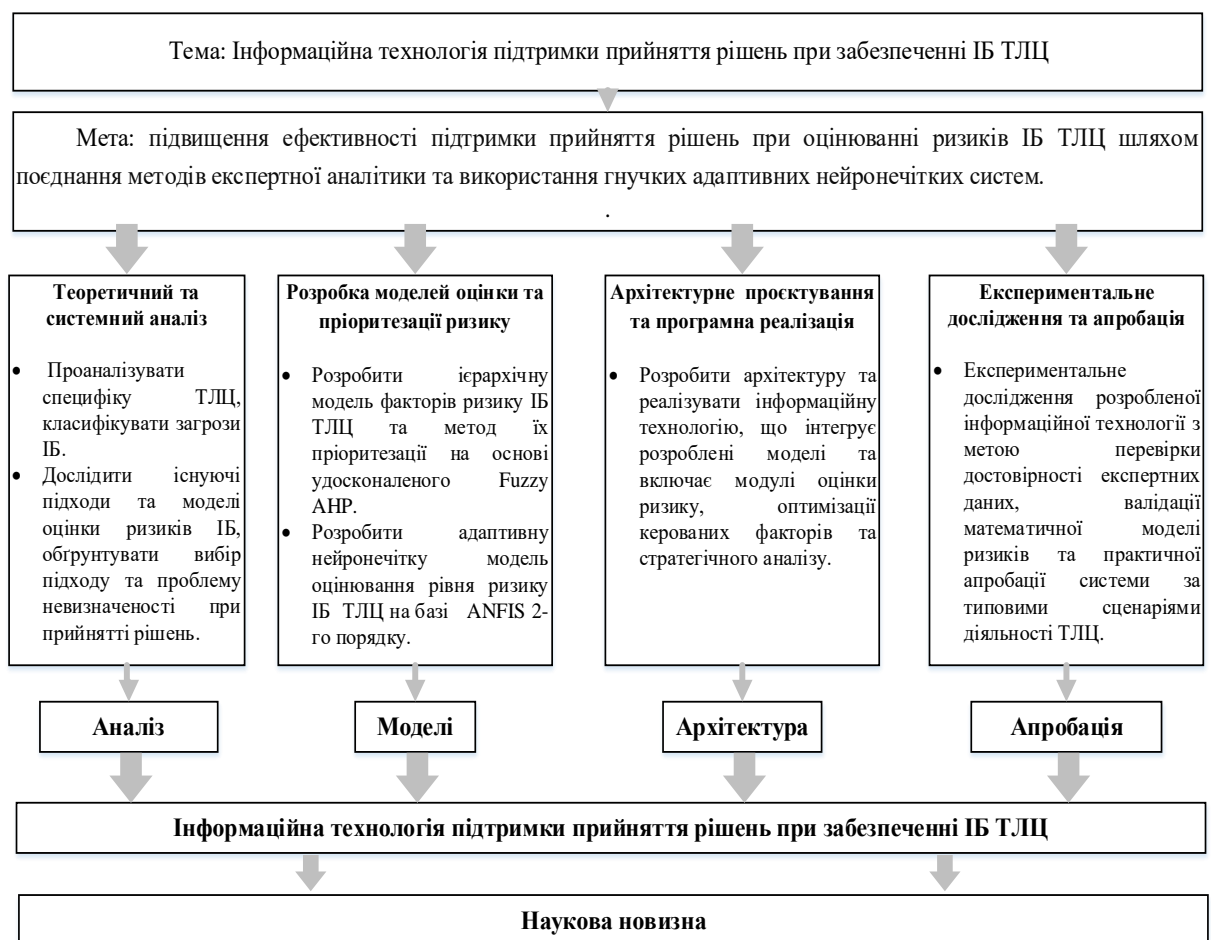 Тема: Інформаційна технологія підтримки прийняття рішень при забезпеченні ІБ ТЛЦ
Мета: підвищення ефективності підтримки прийняття рішень при оцінюванні ризиків ІБ ТЛЦ шляхом
поєднання методів експертної аналітики та використання гнучких адаптивних нейронечітких систем.
.
Теоретичний та
системний аналіз
• Проаналізувати
специфіку ТЛЦ,
класифікувати загрози
ІБ.
• Дослідити існуючі
підходи та моделі
оцінки ризиків ІБ,
обґрунтувати вибір
підходу та проблему
невизначеності при
прийнятті рішень.
Розробка моделей оцінки та
пріоритезації ризику
• Розробити ієрархічну
модель факторів ризику ІБ
ТЛЦ та метод їх
пріоритезації на основі
удосконаленого Fuzzy
AHP.
• Розробити адаптивну
нейронечітку модель
оцінювання рівня ризику
ІБ ТЛЦ на базі ANFIS 2-
го порядку.
Архітектурне проєктування
та програмна реалізація
• Розробити архітектуру та
реалізувати інформаційну
технологію, що інтегрує
розроблені моделі та
включає модулі оцінки
ризику, оптимізації
керованих факторів та
стратегічного аналізу.
Експериментальне
дослідження та апробація
• Експериментальне
дослідження розробленої
інформаційної технології з
метою перевірки
достовірності експертних
даних, валідації
математичної моделі
ризиків та практичної
апробації системи за
типовими сценаріями
діяльності ТЛЦ.
Аналіз
Моделі
Архітектура
Апробація
Інформаційна технологія підтримки прийняття рішень при забезпеченні ІБ ТЛЦ
Наукова новизна